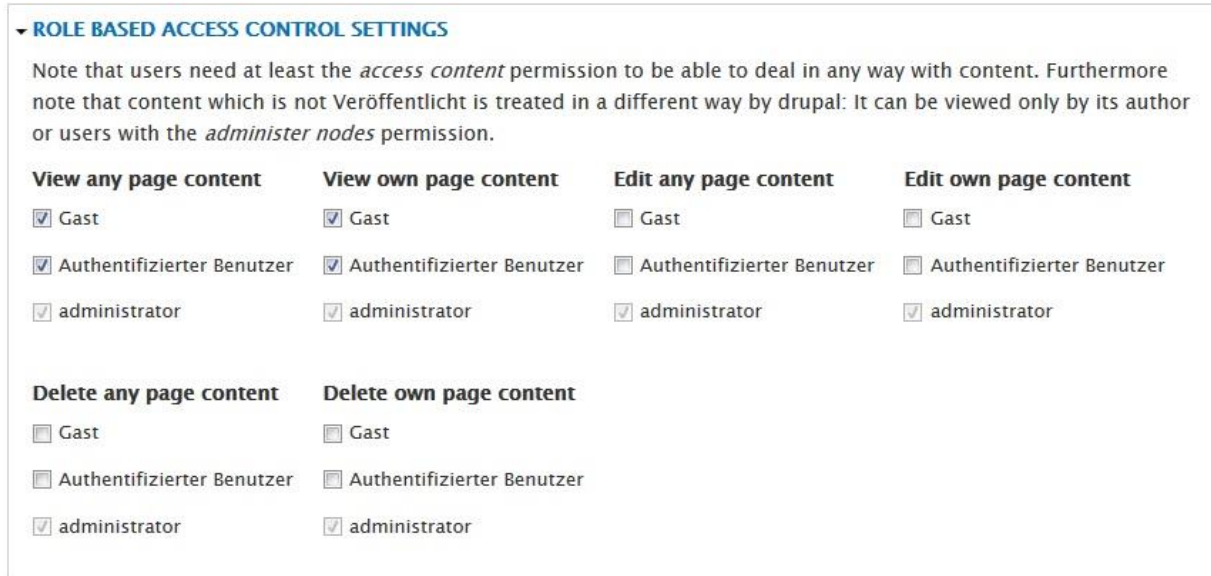 ROLE BASED ACCESS CONTROL SETTINGS
Note that users need at least the access content permission to be able to deal in any way with content. Furthermore
note that content which is not Veröffentlicht is treated in a different way by drupal: It can be viewed only by its author
or users with the administer nodes permission.
View any page content
Gast
Authentifizierter Benutzer
administrator
View own page content
Gast
Authentifizierter Benutzer
administrator
Edit any page content
Gast
Authentifizierter Benutzer
administrator
Edit own page content
Gast
Authentifizierter Benutzer
administrator
Delete any page content
Gast
Authentifizierter Benutzer
administrator
Delete own page content
Gast
Authentifizierter Benutzer
administrator